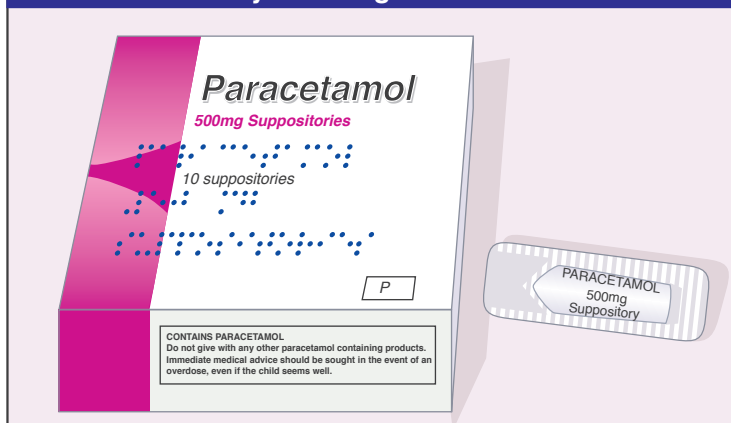 Paracetamol
500mg Suppositories
10 suppositories
P
CONTAINS PARACETAMOL
Do not give with any other paracetamol containing products.
Immediate medical advice should be sought in the event of an
overdose, even if the child seems well.
PARACETAMOL
500mg
Suppository